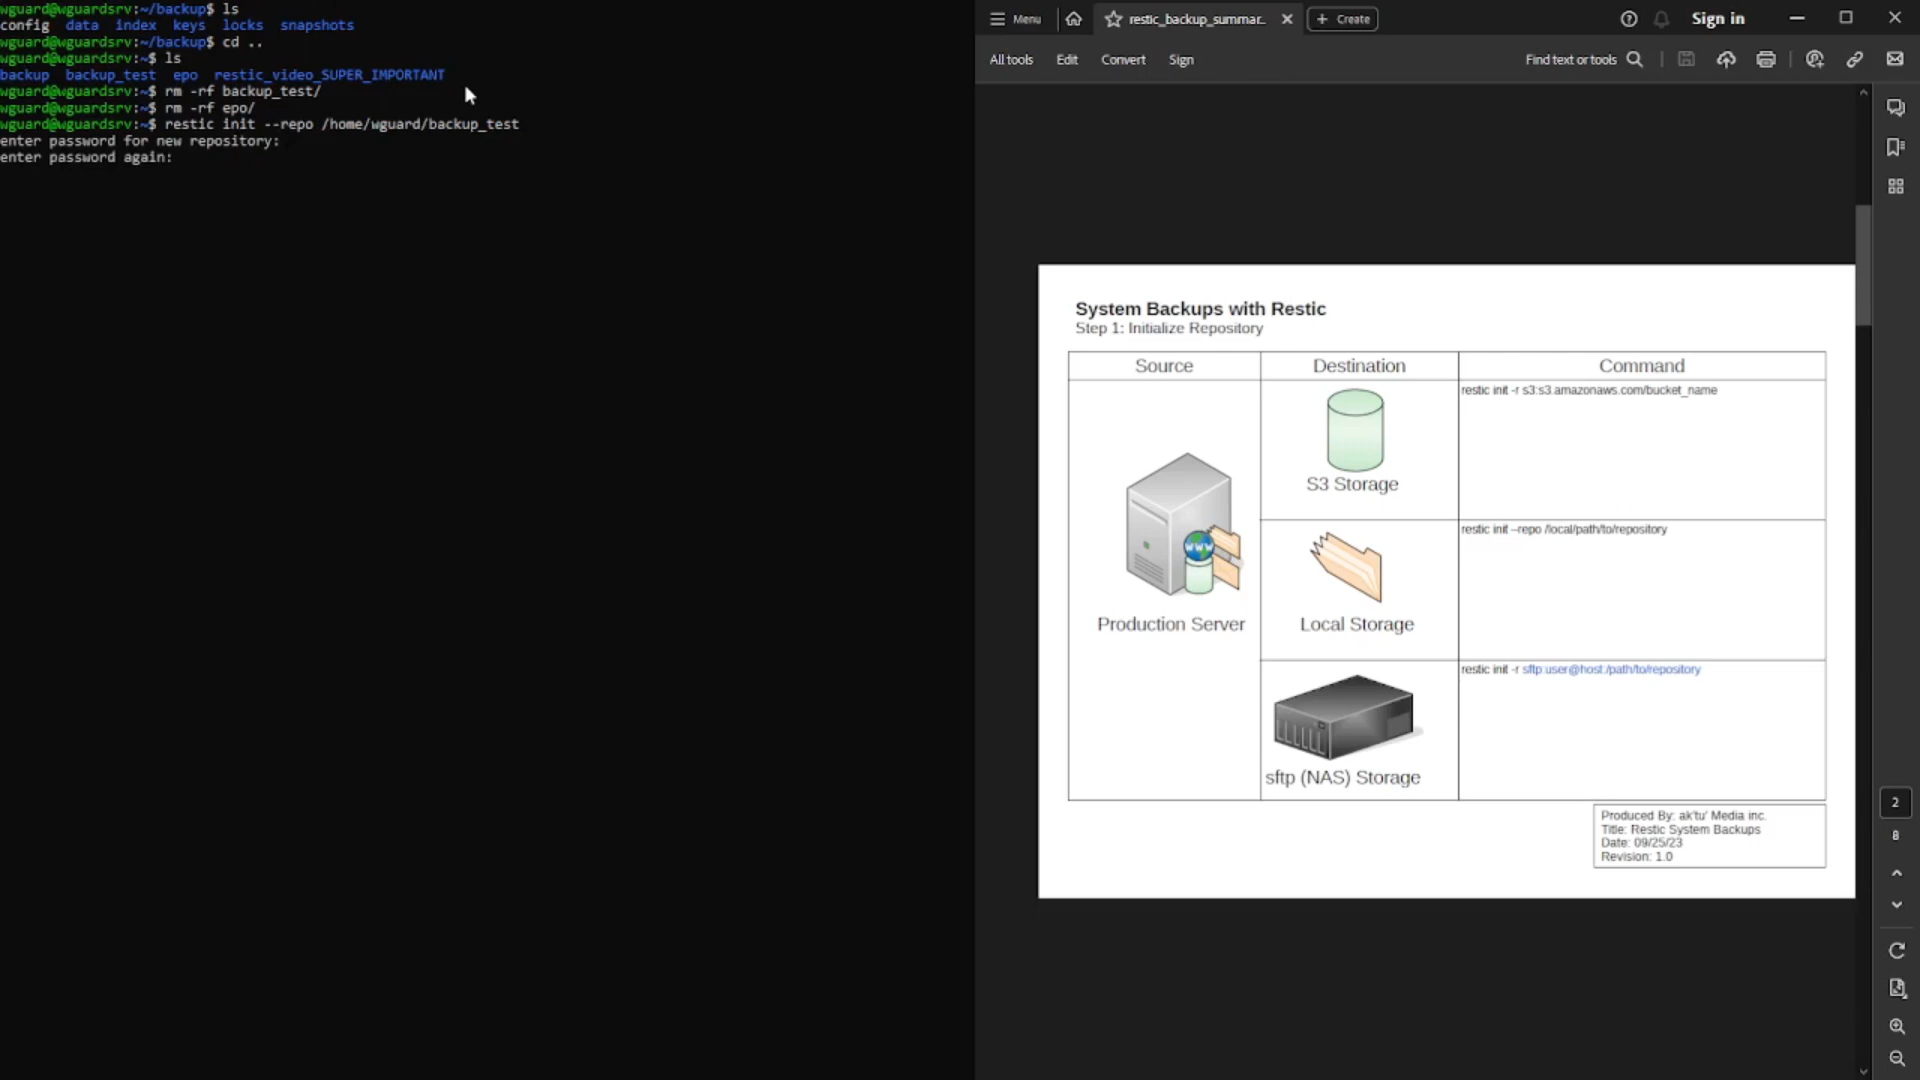 wguard@wguardsrv:~/backup$ ls
config data index keys locks snapshots
wguard@wguardsrv:~/backup$ cd ..
wguard@wguardsrv:~$ ls
backup backup_test epo restic_video_SUPER_IMPORTANT
wguard@wguardsrv:~$ rm -rf backup_test/
wguard@wguardsrv:~$ rm -rf epo/
wguard@wguardsrv:~$ restic init --repo /home/wguard/backup_test
enter password for new repository:
enter password again:
Menu
restic_backup_summar...
Create
Sign in
All tools
Edit
Convert
Sign
Find text or tools
System Backups with Restic
Step 1: Initialize Repository
Source
Destination
Command
restic init -r s3:s3.amazonaws.com/bucket_name
S3 Storage
restic init –repo /local/path/to/repository
www
Production Server
Local Storage
restic init -r sftp:user@host:/path/to/repository
sftp (NAS) Storage
Produced By: ak'tu' Media inc.
Title: Restic System Backups
Date: 09/25/23
Revision: 1.0
2
8